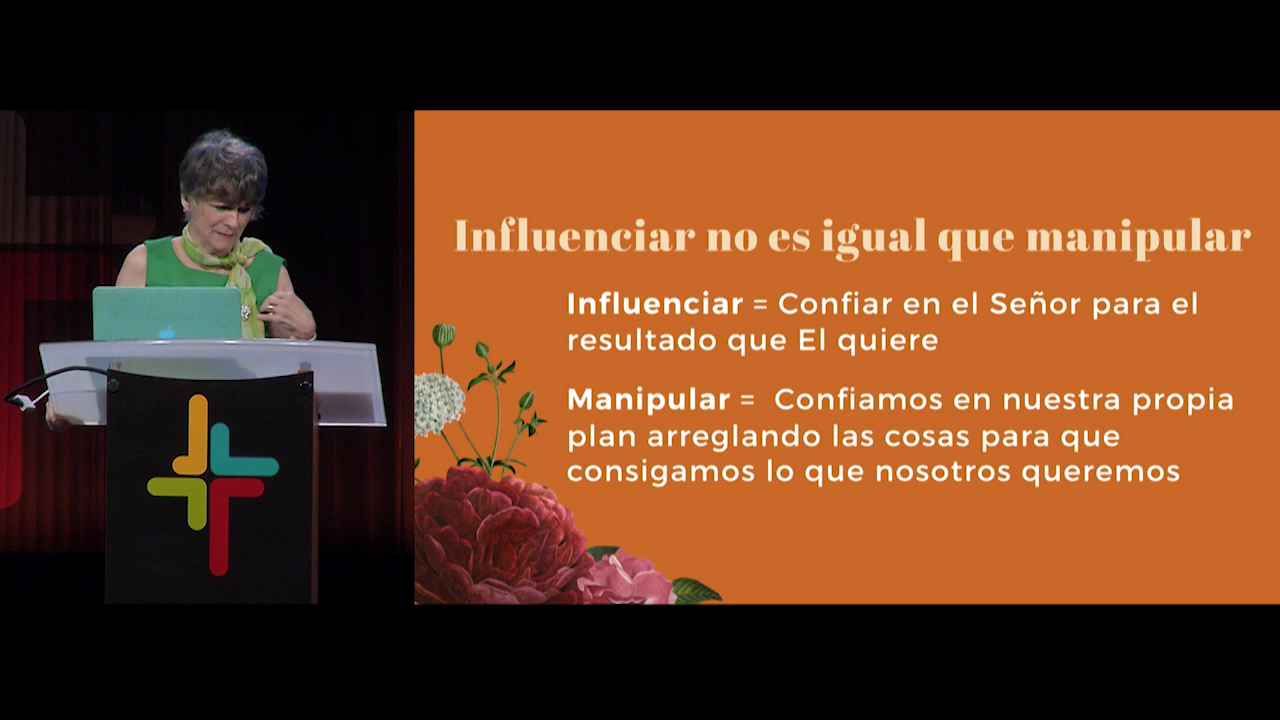 Influenciar no es igual que manipular
Influenciar = Confiar en el Señor para el
resultado que El quiere
Manipular = Confiamos en nuestra propia
plan arreglando las cosas para que
consigamos lo que nosotros queremos